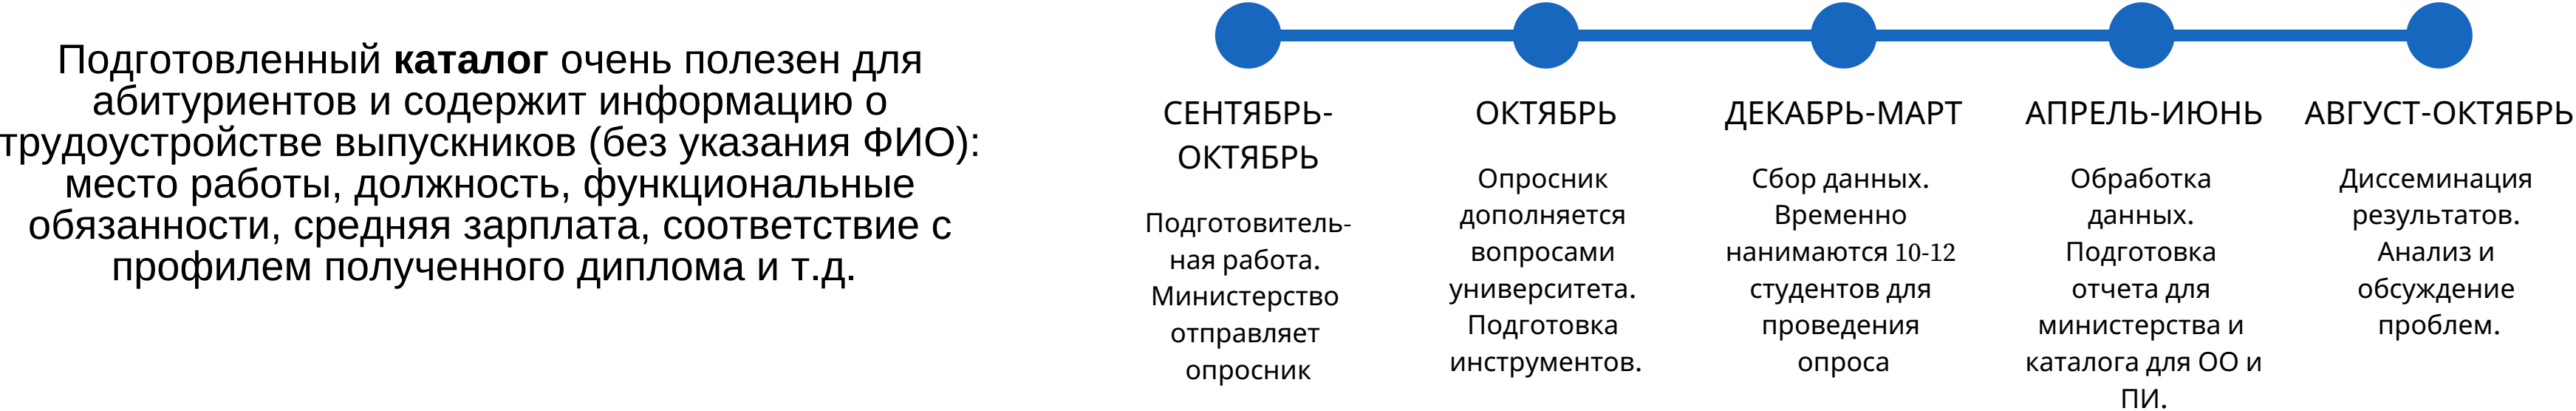 Подготовленный каталог очень полезен для
абитуриентов и содержит информацию о
трудоустройстве выпускников (без указания ФИО):
место работы, должность, функциональные
обязанности, средняя зарплата, соответствие с
профилем полученного диплома и т.д.
СЕНТЯБРЬ-
ОКТЯБРЬ
Подготовитель-
ная работа.
Министерство
отправляет
опросник
ОКТЯБРЬ
Опросник
дополняется
вопросами
университета.
Подготовка
инструментов.
ДЕКАБРЬ-МАРТ
Сбор данных.
Временно
нанимаются 10-12
студентов для
проведения
опроса
АПРЕЛЬ-ИЮНЬ
Обработка
данных.
Подготовка
отчета для
министерства и
каталога для ОО и
ПИ.
АВГУСТ-ОКТЯБРЬ
Диссеминация
результатов.
Анализ и
обсуждение
проблем.